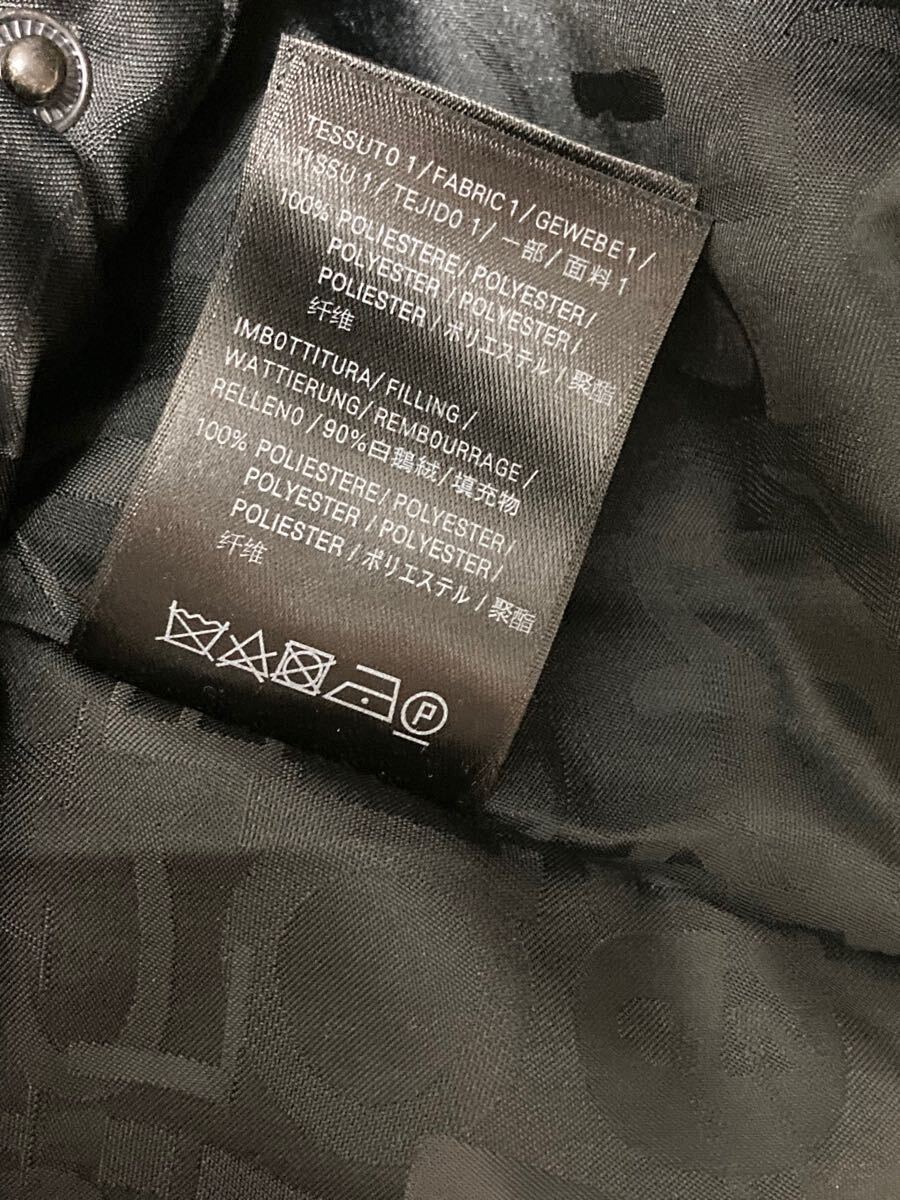 TESSUTO 1/FABRIC 1/GEWEBE 1/
TISSU 1/TEJIDO 1/一部/面料 1
100% POLIESTERE/POLYESTER/
POLYESTER/POLYESTER/
POLIESTER/ポリエステル/聚酯
纤维
IMBOTTITURA/FILLING/
WATTIERUNG/REMBOURRAGE/
RELLENO/90%白鵝絨/填充物
100% POLIESTERE/POLYESTER/
POLYESTER/POLYESTER/
POLIESTER/ポリエステル/聚酯
纤维
P